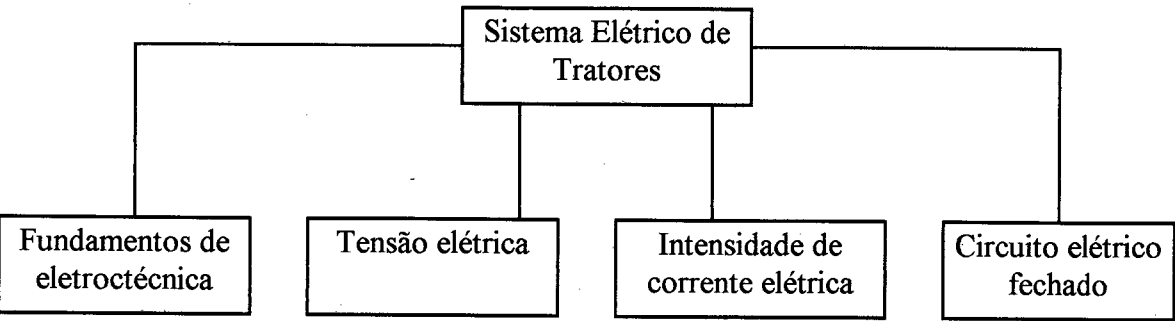 Sistema Elétrico de
Tratores
Fundamentos de
eletroctécnica
Tensão elétrica
Intensidade de
corrente elétrica
Circuito elétrico
fechado